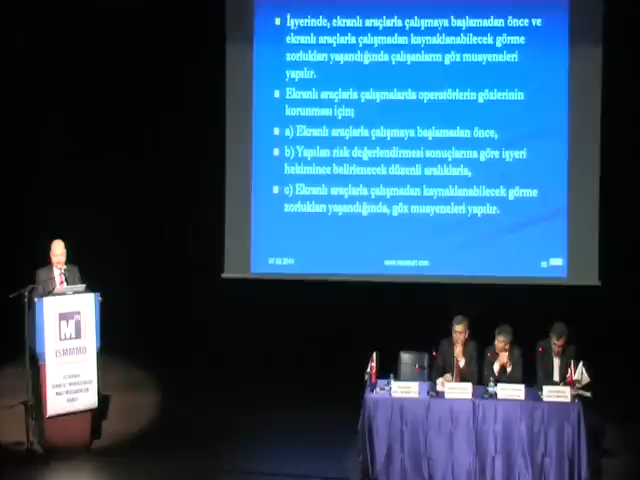 İşyerinde, ekranlı araçlarla çalışmaya başlamadan önce ve
ekranlı araçlarla çalışmadan kaynaklanabilecek görme
zorlukları yaşandığında çalışanların göz muayeneleri
yapılır.
Ekranlı araçlarla çalışmalarda operatörlerin gözlerinin
korunması için;
a) Ekranlı araçlarla çalışmaya başlamadan önce,
b) Yapılan risk değerlendirmesi sonuçlarına göre işyeri
hekimince belirlenecek düzenli aralıklarla,
c) Ekranlı araçlarla çalışmadan kaynaklanabilecek görme
zorlukları yaşandığında, göz muayeneleri yapılır.
M
ISMMMO